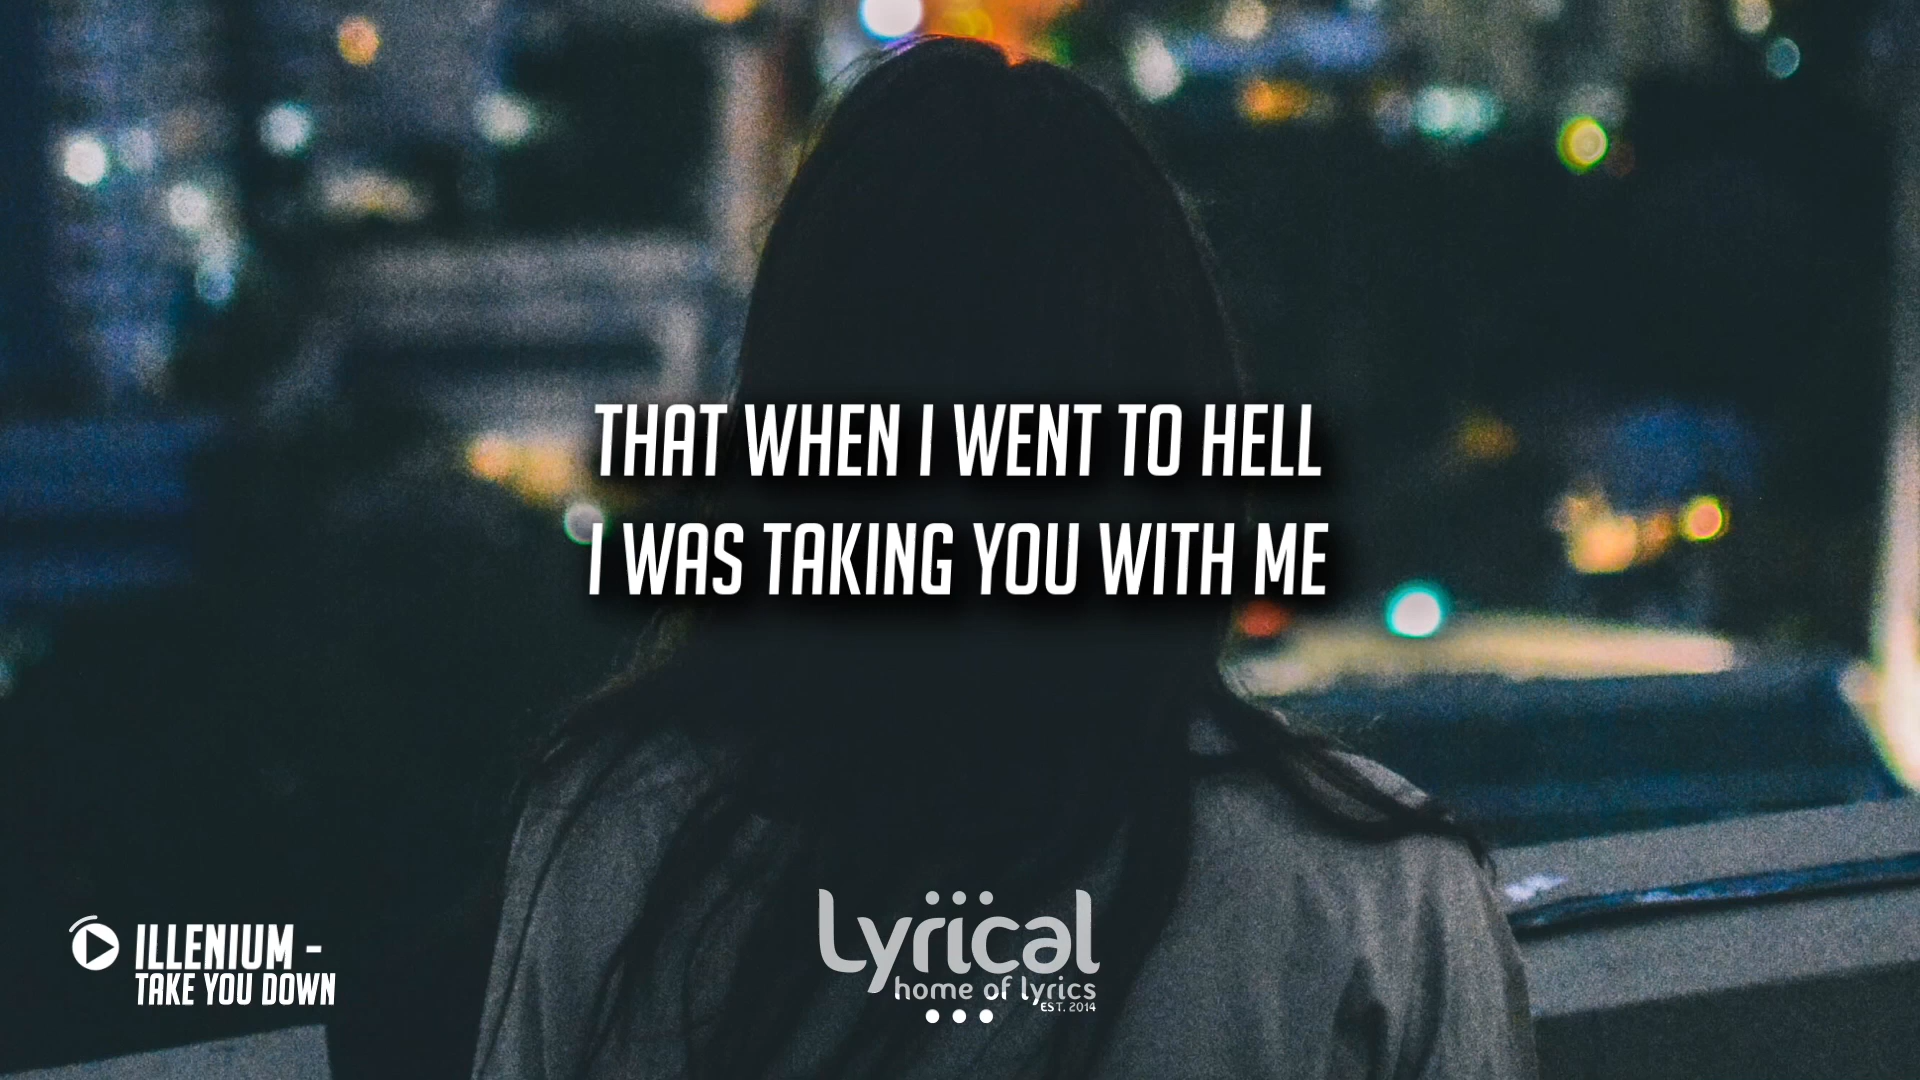 THAT WHEN I WENT TO HELL
I WAS TAKING YOU WITH ME
ILLENIUM -
TAKE YOU DOWN
Lyrical
home of lyrics
EST. 2014